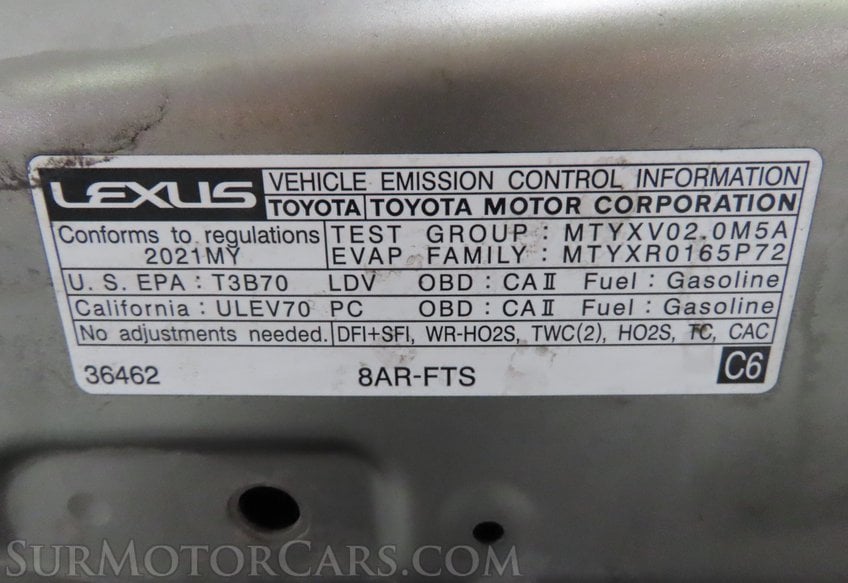 LEXUS VEHICLE EMISSION CONTROL INFORMATION
TOYOTA TOYOTA MOTOR CORPORATION
Conforms to regulations TEST GROUP : MTYXV02.0M5A
2021MY EVAP FAMILY : MTYXR0165P72
U. S. EPA : T3B70 LDV OBD : CAⅡ Fuel : Gasoline
California : ULEV70 PC OBD : CAⅡ Fuel : Gasoline
No adjustments needed. DFI+SFI, WR-HO2S, TWC(2), HO2S, TC, CAC
36462 8AR-FTS C6
SurMotorCars.com